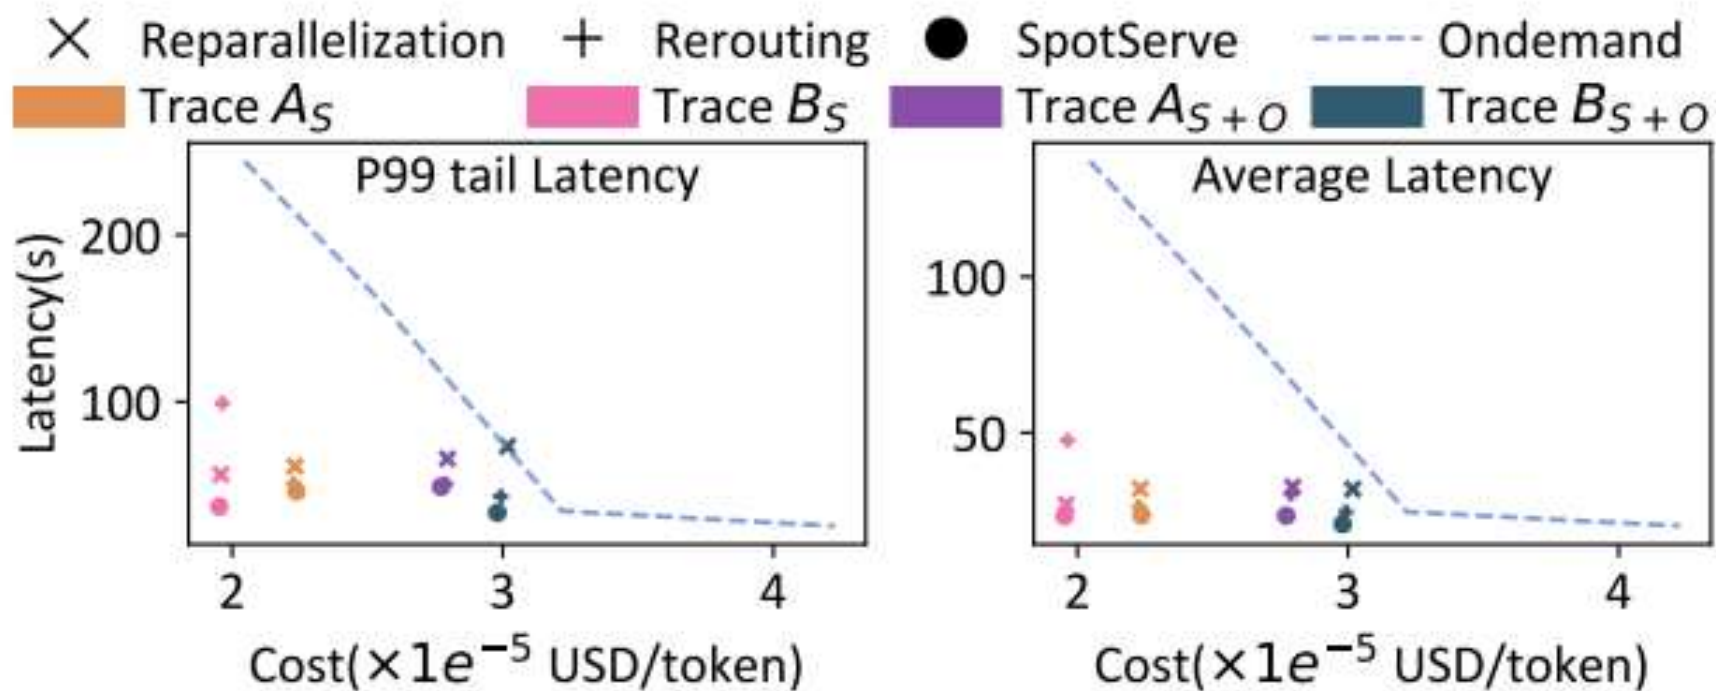 Reparallelization Rerouting SpotServe Ondemand
Trace A_S Trace B_S Trace A_{S+O} Trace B_{S+O}
P99 tail Latency
Latency(s)
200
100
2 3 4
Cost(×1e⁻⁵ USD/token)
Average Latency
100
50
2 3 4
Cost(×1e⁻⁵ USD/token)